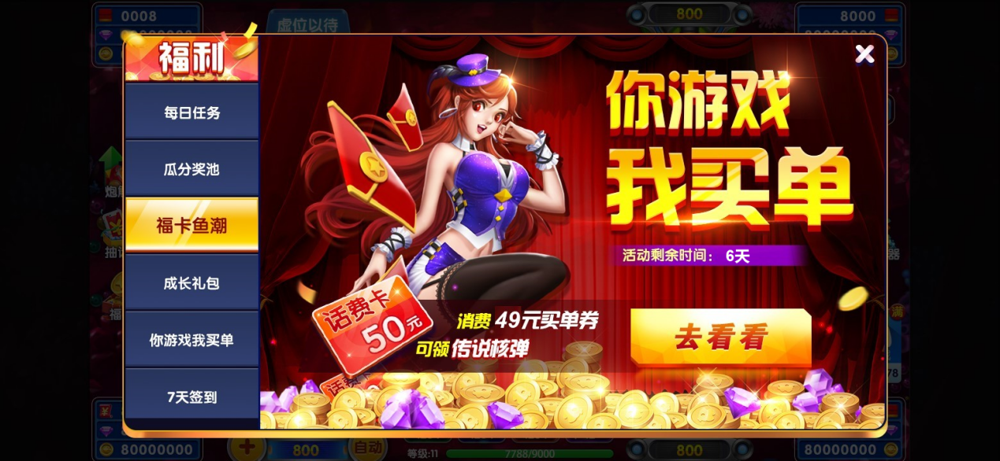 0008
虚位以待
800
8000
福利
每日任务
瓜分奖池
福卡鱼潮
成长礼包
你游戏我买单
7天签到
你游戏
我买单
活动剩余时间： 6天
话费卡
50元
消费 49元买单券
可领 传说核弹
去看看
满
80000000
800
自动
等级:11
7788/9000
800
80000000